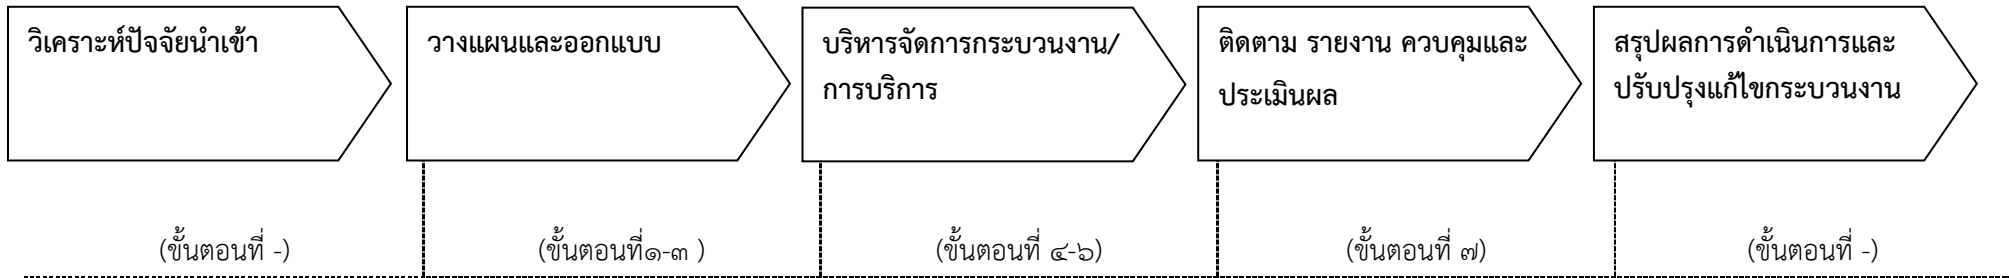 วิเคราะห์ปัจจัยนำเข้า
วางแผนและออกแบบ
บริหารจัดการกระบวนงาน/
การบริการ
ติดตาม รายงาน ควบคุมและ
ประเมินผล
สรุปผลการดำเนินการและ
ปรับปรุงแก้ไขกระบวนงาน
(ขั้นตอนที่ -)
(ขั้นตอนที่๑-๓ )
(ขั้นตอนที่ ๔-๖)
(ขั้นตอนที่ ๗)
(ขั้นตอนที่ -)